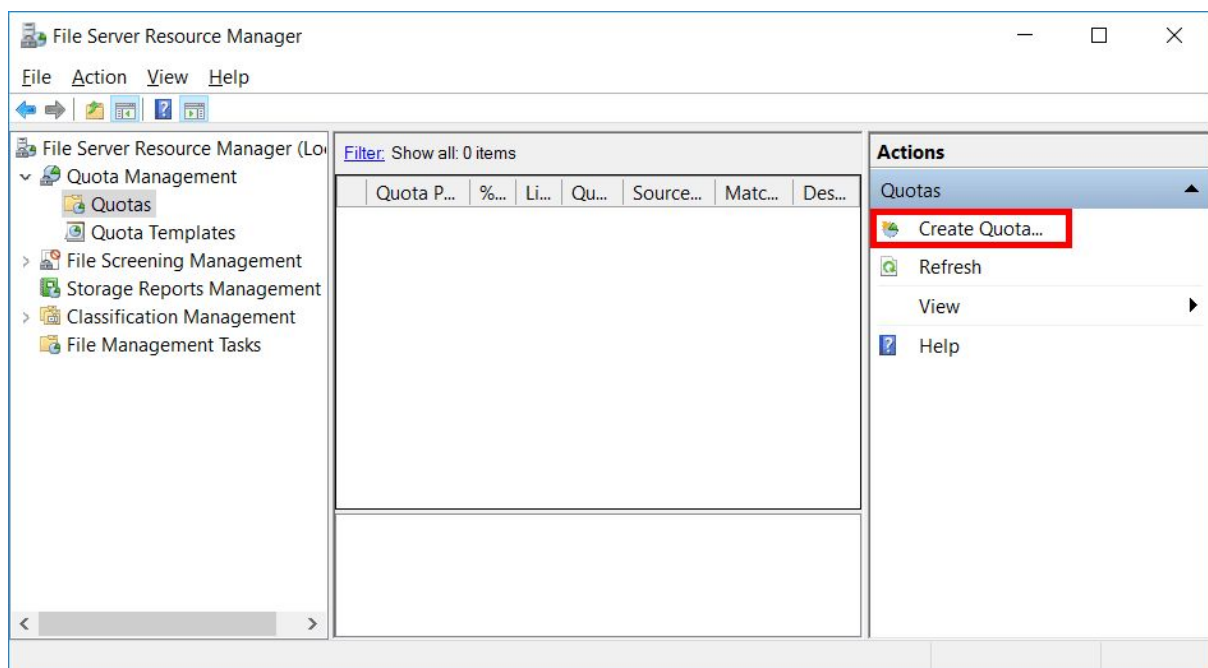 File Server Resource Manager
File Action View Help
File Server Resource Manager (Lo
Quota Management
Quotas
Quota Templates
File Screening Management
Storage Reports Management
Classification Management
File Management Tasks
Filter: Show all: 0 items
Quota P... %... Li... Qu... Source... Matc... Des...
Actions
Quotas
Create Quota...
Refresh
View
Help